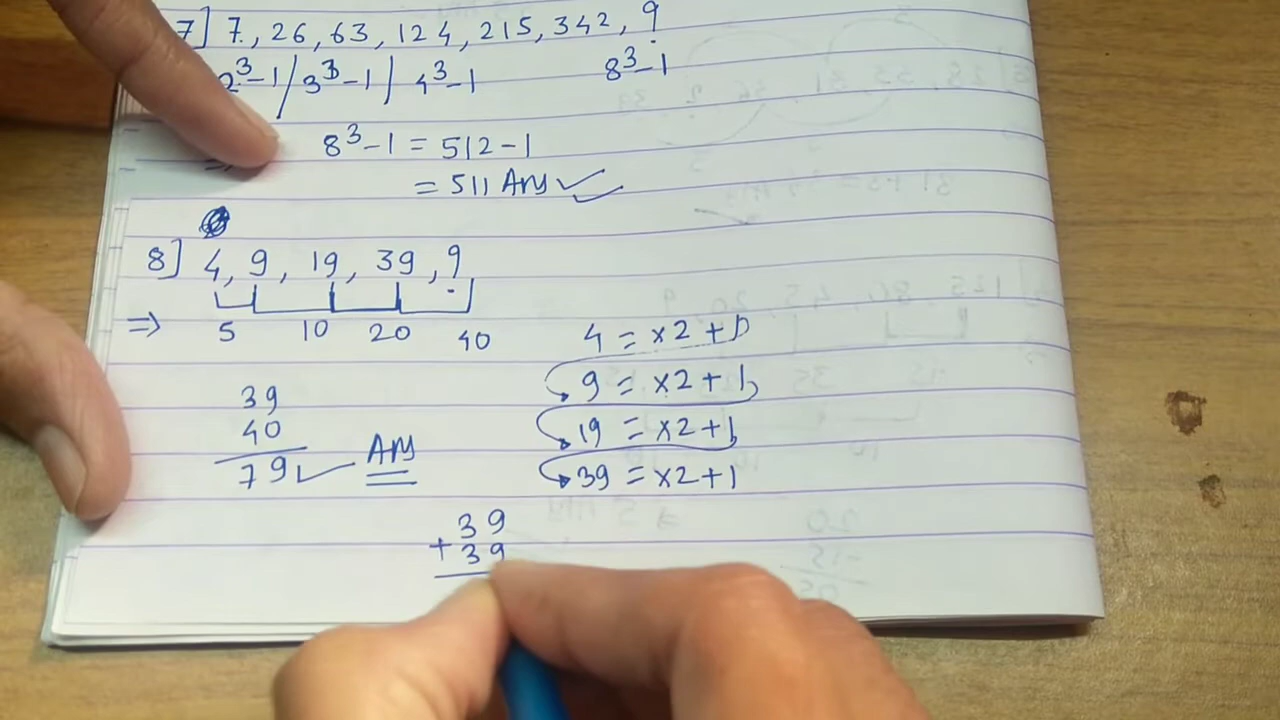 7] 7, 26, 63, 124, 215, 342, ?
2³-1 / 3³-1 / 4³-1 8³-1
8³-1 = 512-1
= 511 Ans ✓
8] 4, 9, 19, 39, ?
⇒ 5 10 20 40
4 = ×2+1
9 = ×2+1
19 = ×2+1
39 = ×2+1
39
40
79 ✓ Ans
39
+39